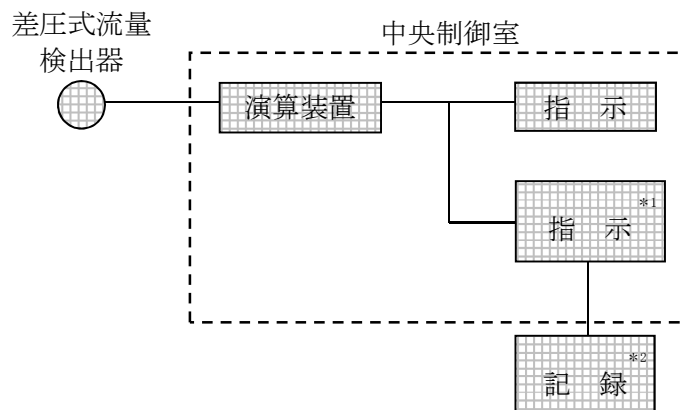 差圧式流量
検出器
中央制御室
演算装置
指 示
指 示 *1
記 録 *2